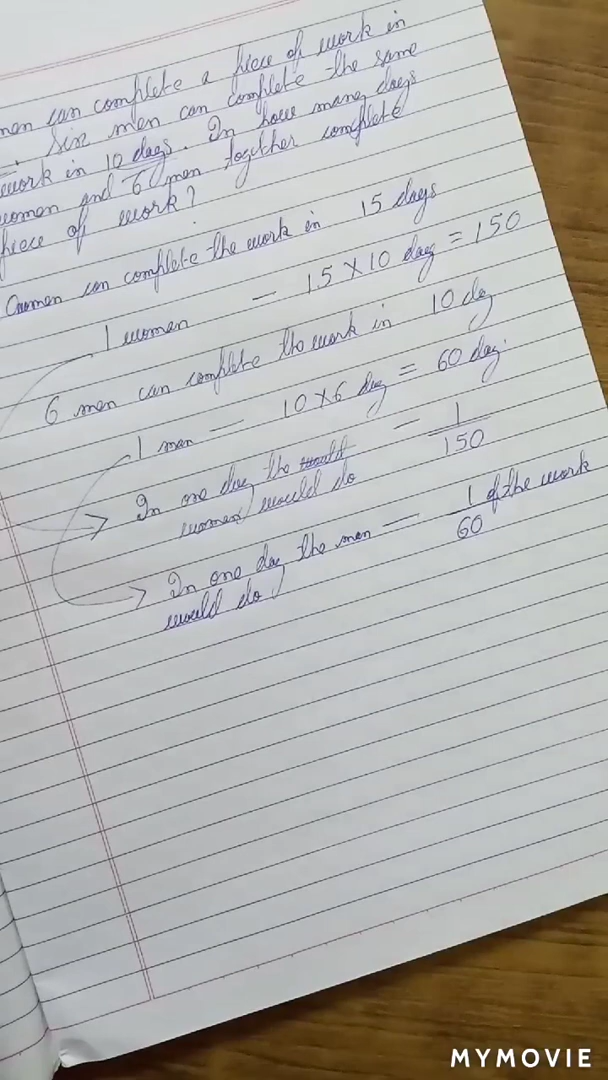 men can complete a piece of work in
Six men can complete the same
work in 10 days. In how many days
women and 6 men together complete
piece of work?
women can complete the work in 15 days
1 women — 15 × 10 day = 150
6 men can complete the work in 10 day
1 men — 10 × 6 day = 60 day.
In one day the would — 1/150
women would do
In one day the men — 1/60 of the work
would do
MYMOVIE